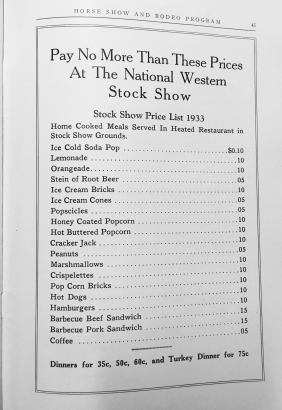 HORSE SHOW AND RODEO PROGRAM 45
Pay No More Than These Prices
At The National Western
Stock Show
Stock Show Price List 1933
Home Cooked Meals Served In Heated Restaurant in
Stock Show Grounds.
Ice Cold Soda Pop $0.10
Lemonade .10
Orangeade .10
Stein of Root Beer .05
Ice Cream Bricks .10
Ice Cream Cones .05
Popsicles .05
Honey Coated Popcorn .10
Hot Buttered Popcorn .10
Cracker Jack .10
Peanuts .05
Marshmallows .10
Crispelettes .10
Pop Corn Bricks .10
Hot Dogs .10
Hamburgers .10
Barbecue Beef Sandwich .15
Barbecue Pork Sandwich .15
Coffee .05
Dinners for 35c, 50c, 60c, and Turkey Dinner for 75c